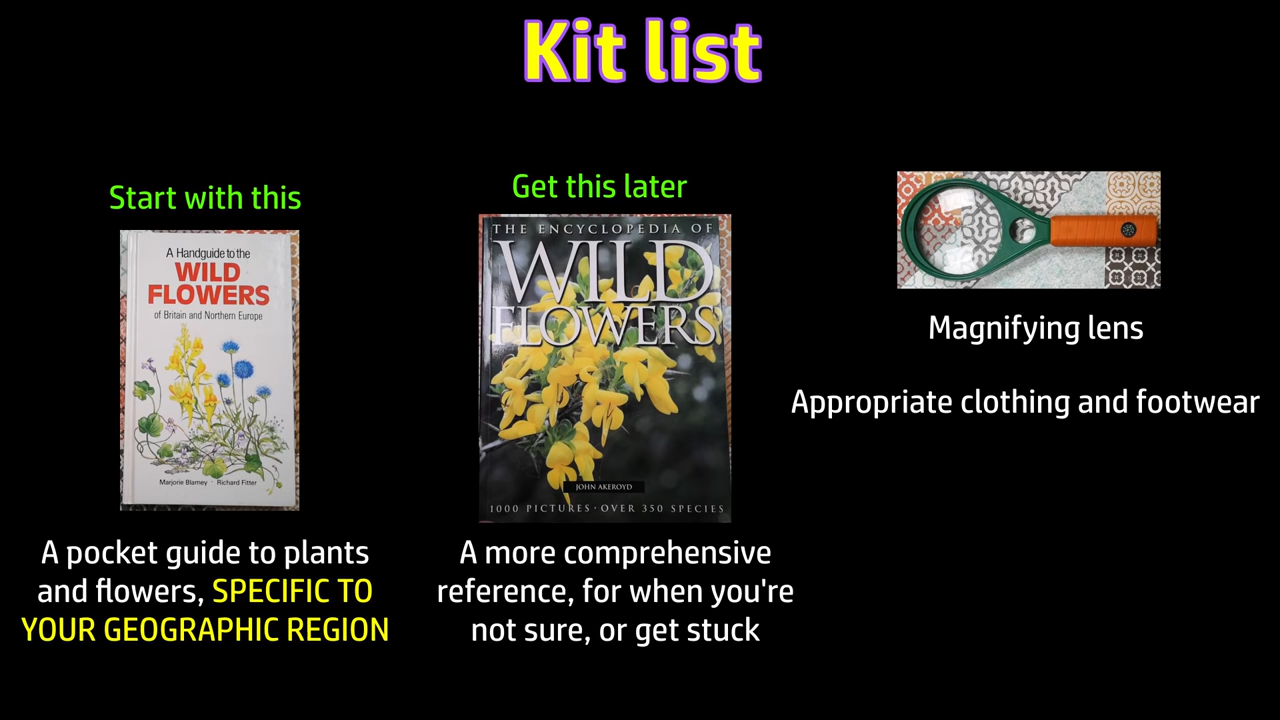 Kit list
Start with this
A Handguide to the
WILD
FLOWERS
of Britain and Northern Europe
Marjorie Blamey - Richard Fitter
A pocket guide to plants
and flowers, SPECIFIC TO
YOUR GEOGRAPHIC REGION
Get this later
THE ENCYCLOPEDIA OF
WILD
FLOWERS
JOHN AKEROYD
1000 PICTURES · OVER 350 SPECIES
A more comprehensive
reference, for when you're
not sure, or get stuck
Magnifying lens
Appropriate clothing and footwear